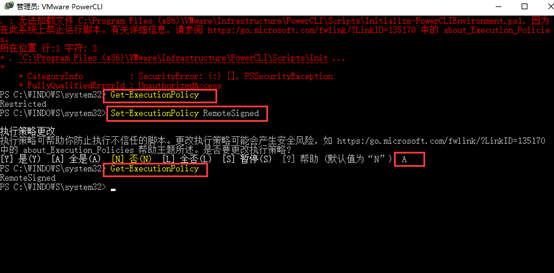 管理员: VMware PowerCLI
. : 无法加载文件 C:\Program Files (x86)\VMware\Infrastructure\PowerCLI\Scripts\Initialize-PowerCLIEnvironment.ps1, 因为
在此系统上禁止运行脚本。有关详细信息, 请参阅 https:/go.microsoft.com/fwlink/?LinkID=135170 中的 about_Execution_Policie
s。
所在位置 行:1 字符: 3
+ . "C:\Program Files (x86)\VMware\Infrastructure\PowerCLI\Scripts\Init ...
+
+ CategoryInfo : SecurityError: (:) [], PSSecurityException
+ FullyQualifiedErrorId : UnauthorizedAccess
PS C:\WINDOWS\system32> Get-ExecutionPolicy
Restricted
PS C:\WINDOWS\system32> Set-ExecutionPolicy RemoteSigned
执行策略更改
执行策略可帮助你防止执行不信任的脚本。更改执行策略可能会产生安全风险, 如 https:/go.microsoft.com/fwlink/?LinkID=135170
中的 about_Execution_Policies 帮助主题所述。是否要更改执行策略?
[Y] 是(Y) [A] 全是(A) [N] 否(N) [L] 全否(L) [S] 暂停(S) [?] 帮助 (默认值为“N”): A
PS C:\WINDOWS\system32> Get-ExecutionPolicy
RemoteSigned
PS C:\WINDOWS\system32>